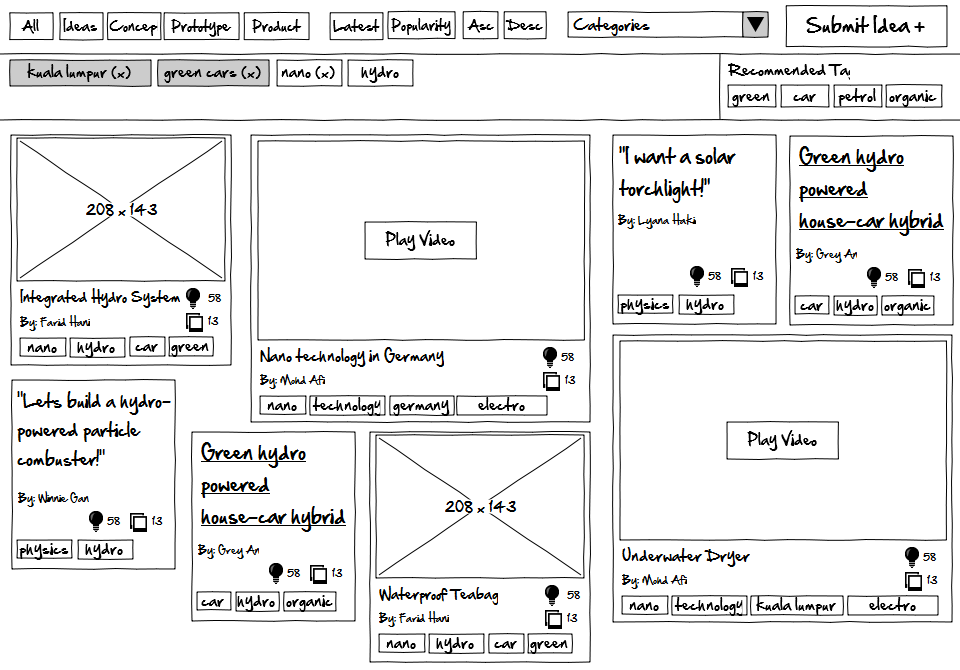 All Ideas Concep Prototype Product Latest Popularity Asc Desc Categories Submit Idea +
kuala lumpur (x) green cars (x) nano (x) hydro
Recommended Ta
green car petrol organic
208 x 143
Integrated Hydro System 58
By: Farid Hani 13
nano hydro car green
Play Video
Nano technology in Germany 58
By: Mohd Afi 13
nano technology germany electro
"I want a solar
torchlight!"
By: Lyana Haki
58 13
physics hydro
Green hydro
powered
house-car hybrid
By: Grey An
58 13
car hydro organic
"Lets build a hydro-
powered particle
combuster!"
By: Winnie Gan
58 13
physics hydro
Green hydro
powered
house-car hybrid
By: Grey An
58 13
car hydro organic
208 x 143
Waterproof Teabag 58
By: Farid Hani 13
nano hydro car green
Play Video
Underwater Dryer 58
By: Mohd Afi 13
nano technology kuala lumpur electro